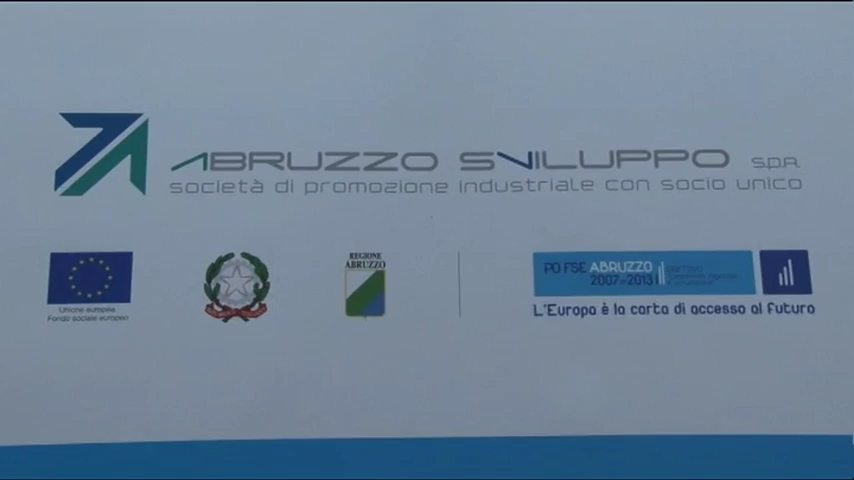 ABRUZZO SVILUPPO S.P.A.
società di promozione industriale con socio unico
Unione europea
Fondo sociale europeo
REGIONE
ABRUZZO
PO FSE ABRUZZO
2007>2013
L'Europa è la carta di accesso al futuro